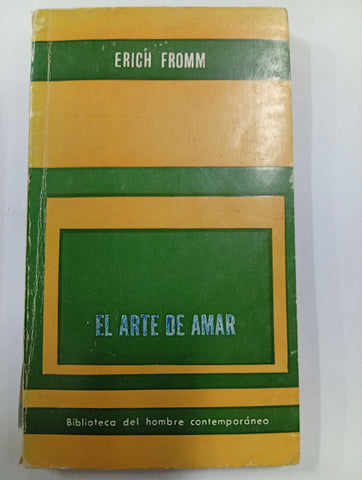 ERICH FROMM
EL ARTE DE AMAR
Biblioteca del hombre contemporáneo